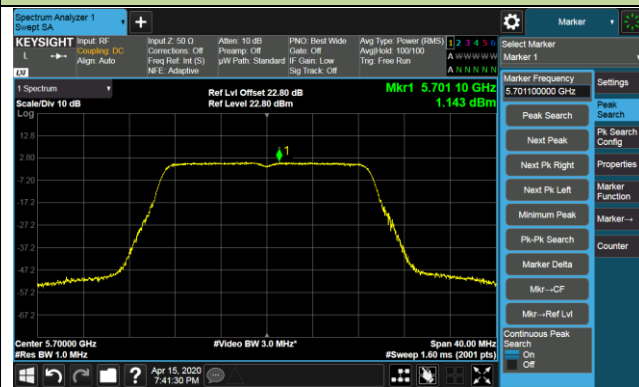 Spectrum Analyzer 1
Swept SA
Marker
KEYSIGHT
L
LXI
Input: RF
Coupling: DC
Align: Auto
Input Z: 50 Ω
Corrections: Off
Freq Ref: Int (S)
NFE: Adaptive
Atten: 10 dB
Preamp: Off
µW Path: Standard
PNO: Best Wide
Gate: Off
IF Gain: Low
Sig Track: Off
Avg Type: Power (RMS)
Avg|Hold: 100/100
Trig: Free Run
1 2 3 4 5 6
A W W W W W
A N N N N N
Select Marker
Marker 1
1 Spectrum
Scale/Div 10 dB
Log
Ref Lvl Offset 22.80 dB
Ref Level 22.80 dBm
Mkr1 5.701 10 GHz
1.143 dBm
1
12.8
2.80
-7.20
-17.2
-27.2
-37.2
-47.2
-57.2
-67.2
Center 5.70000 GHz
#Res BW 1.0 MHz
#Video BW 3.0 MHz*
Span 40.00 MHz
#Sweep 1.60 ms (2001 pts)
Marker Frequency
5.701100000 GHz
Peak Search
Next Peak
Next Pk Right
Next Pk Left
Minimum Peak
Pk-Pk Search
Marker Delta
Mkr→CF
Mkr→Ref Lvl
Continuous Peak
Search
On
Off
Settings
Peak
Search
Pk Search
Config
Properties
Marker
Function
Marker→
Counter
?
Apr 15, 2020
7:41:30 PM